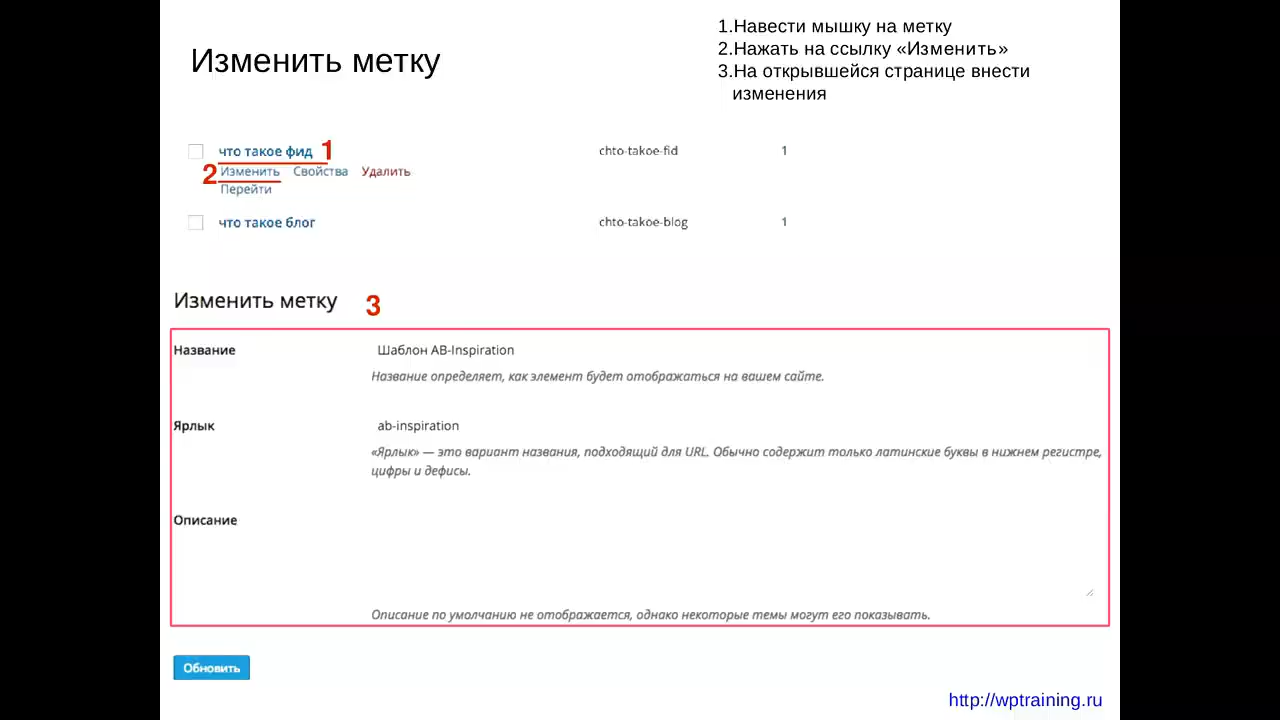 Изменить метку
1.Навести мышку на метку
2.Нажать на ссылку «Изменить»
3.На открывшейся странице внести
изменения
что такое фид 1 chto-takoe-fid 1
2 Изменить Свойства Удалить
Перейти
что такое блог chto-takoe-blog 1
Изменить метку 3
Название Шаблон AB-Inspiration
Название определяет, как элемент будет отображаться на вашем сайте.
Ярлык ab-inspiration
«Ярлык» — это вариант названия, подходящий для URL. Обычно содержит только латинские буквы в нижнем регистре,
цифры и дефисы.
Описание
Описание по умолчанию не отображается, однако некоторые темы могут его показывать.
Обновить
http://wptraining.ru